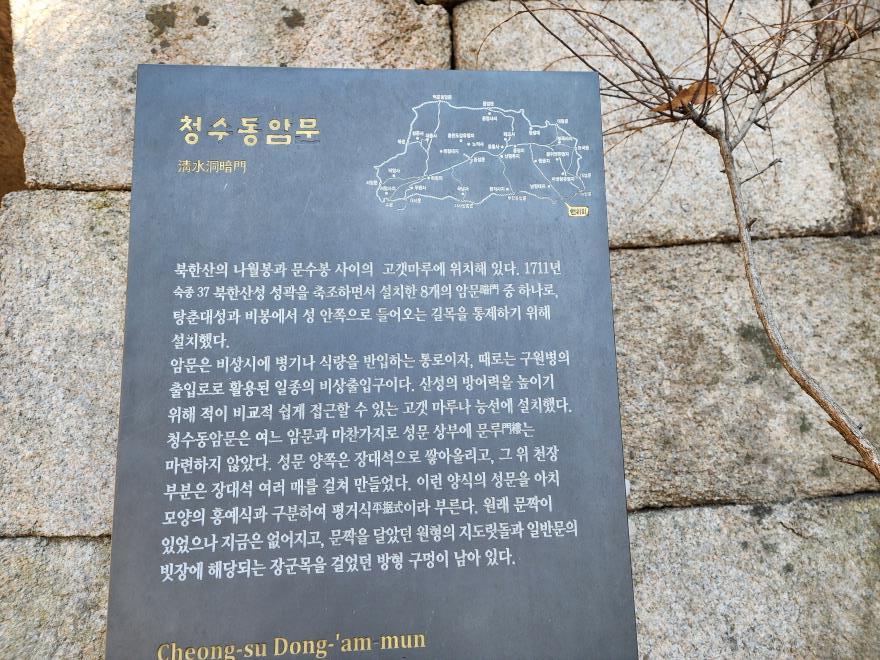 청수동암문
淸水洞暗門
현위치
북한산의 나월봉과 문수봉 사이의 고갯마루에 위치해 있다. 1711년
숙종 37 북한산성 성곽을 축조하면서 설치한 8개의 암문暗門 중 하나로,
탕춘대성과 비봉에서 성 안쪽으로 들어오는 길목을 통제하기 위해
설치했다.
암문은 비상시에 병기나 식량을 반입하는 통로이자, 때로는 구원병의
출입로로 활용된 일종의 비상출입구이다. 산성의 방어력을 높이기
위해 적이 비교적 쉽게 접근할 수 있는 고갯 마루나 능선에 설치했다.
청수동암문은 여느 암문과 마찬가지로 성문 상부에 문루門樓는
마련하지 않았다. 성문 양쪽은 장대석으로 쌓아올리고, 그 위 천장
부분은 장대석 여러 매를 걸쳐 만들었다. 이런 양식의 성문을 아치
모양의 홍예식과 구분하여 평거식平据式이라 부른다. 원래 문짝이
있었으나 지금은 없어지고, 문짝을 달았던 원형의 지도릿돌과 일반문의
빗장에 해당되는 장군목을 걸었던 방형 구멍이 남아 있다.
Cheong-su Dong-'am-mun